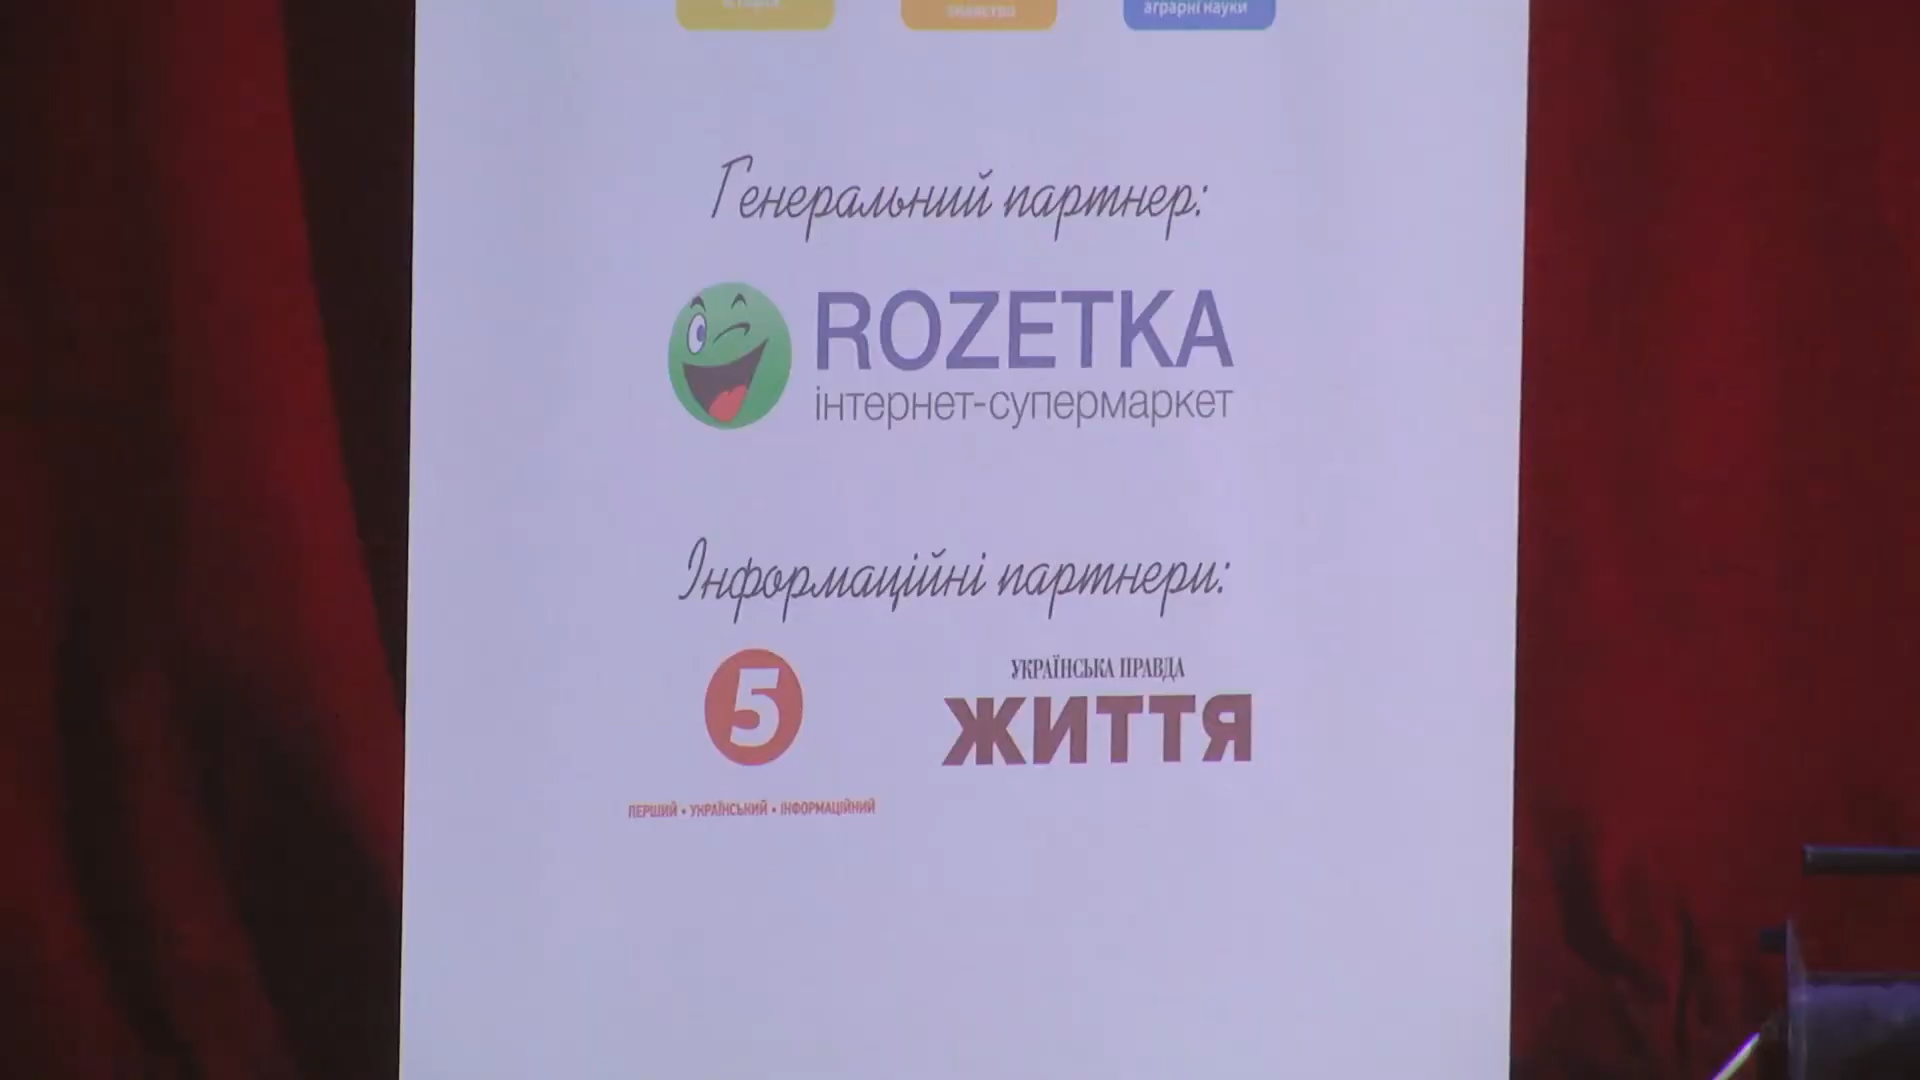 аграрні науки
Генеральний партнер:
ROZETKA
інтернет-супермаркет
Інформаційні партнери:
5
ПЕРШИЙ • УКРАЇНСЬКИЙ • ІНФОРМАЦІЙНИЙ
УКРАЇНСЬКА ПРАВДА
ЖИТТЯ